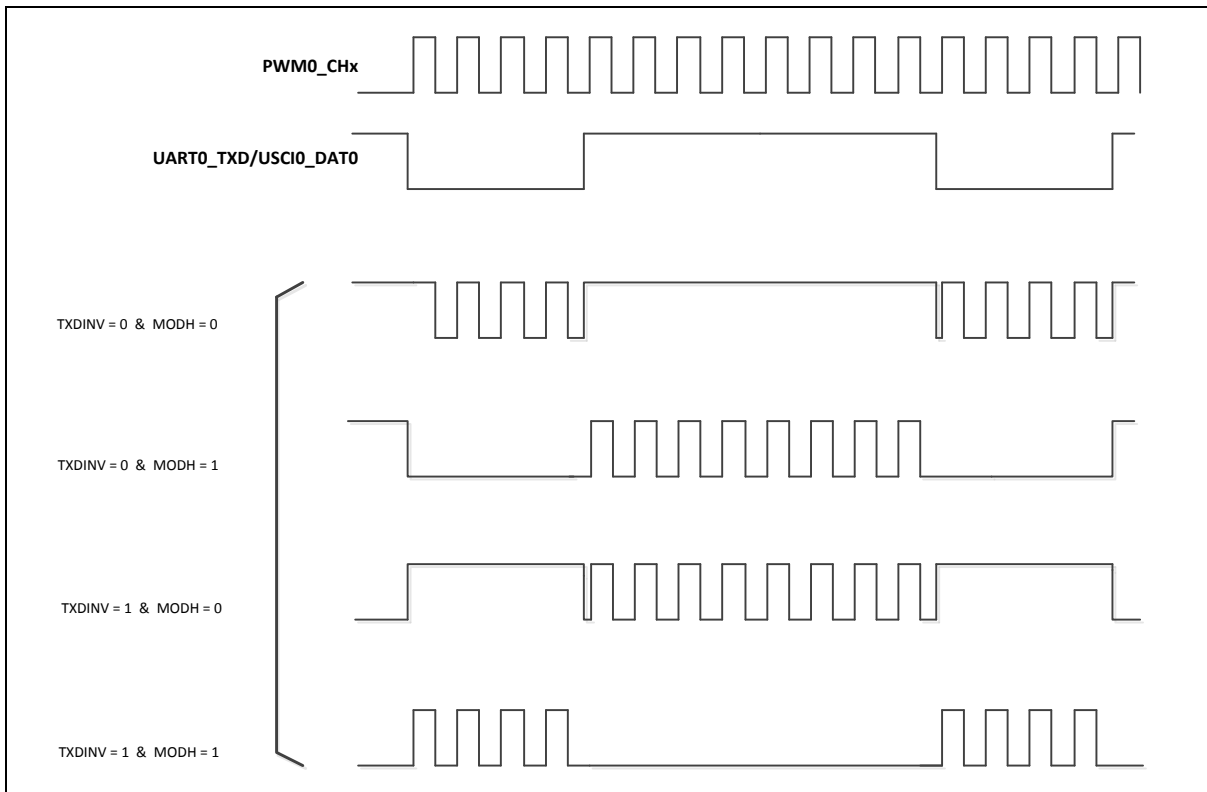 PWM0_CHx
UART0_TXD/USCI0_DAT0
TXDINV = 0 & MODH = 0
TXDINV = 0 & MODH = 1
TXDINV = 1 & MODH = 0
TXDINV = 1 & MODH = 1